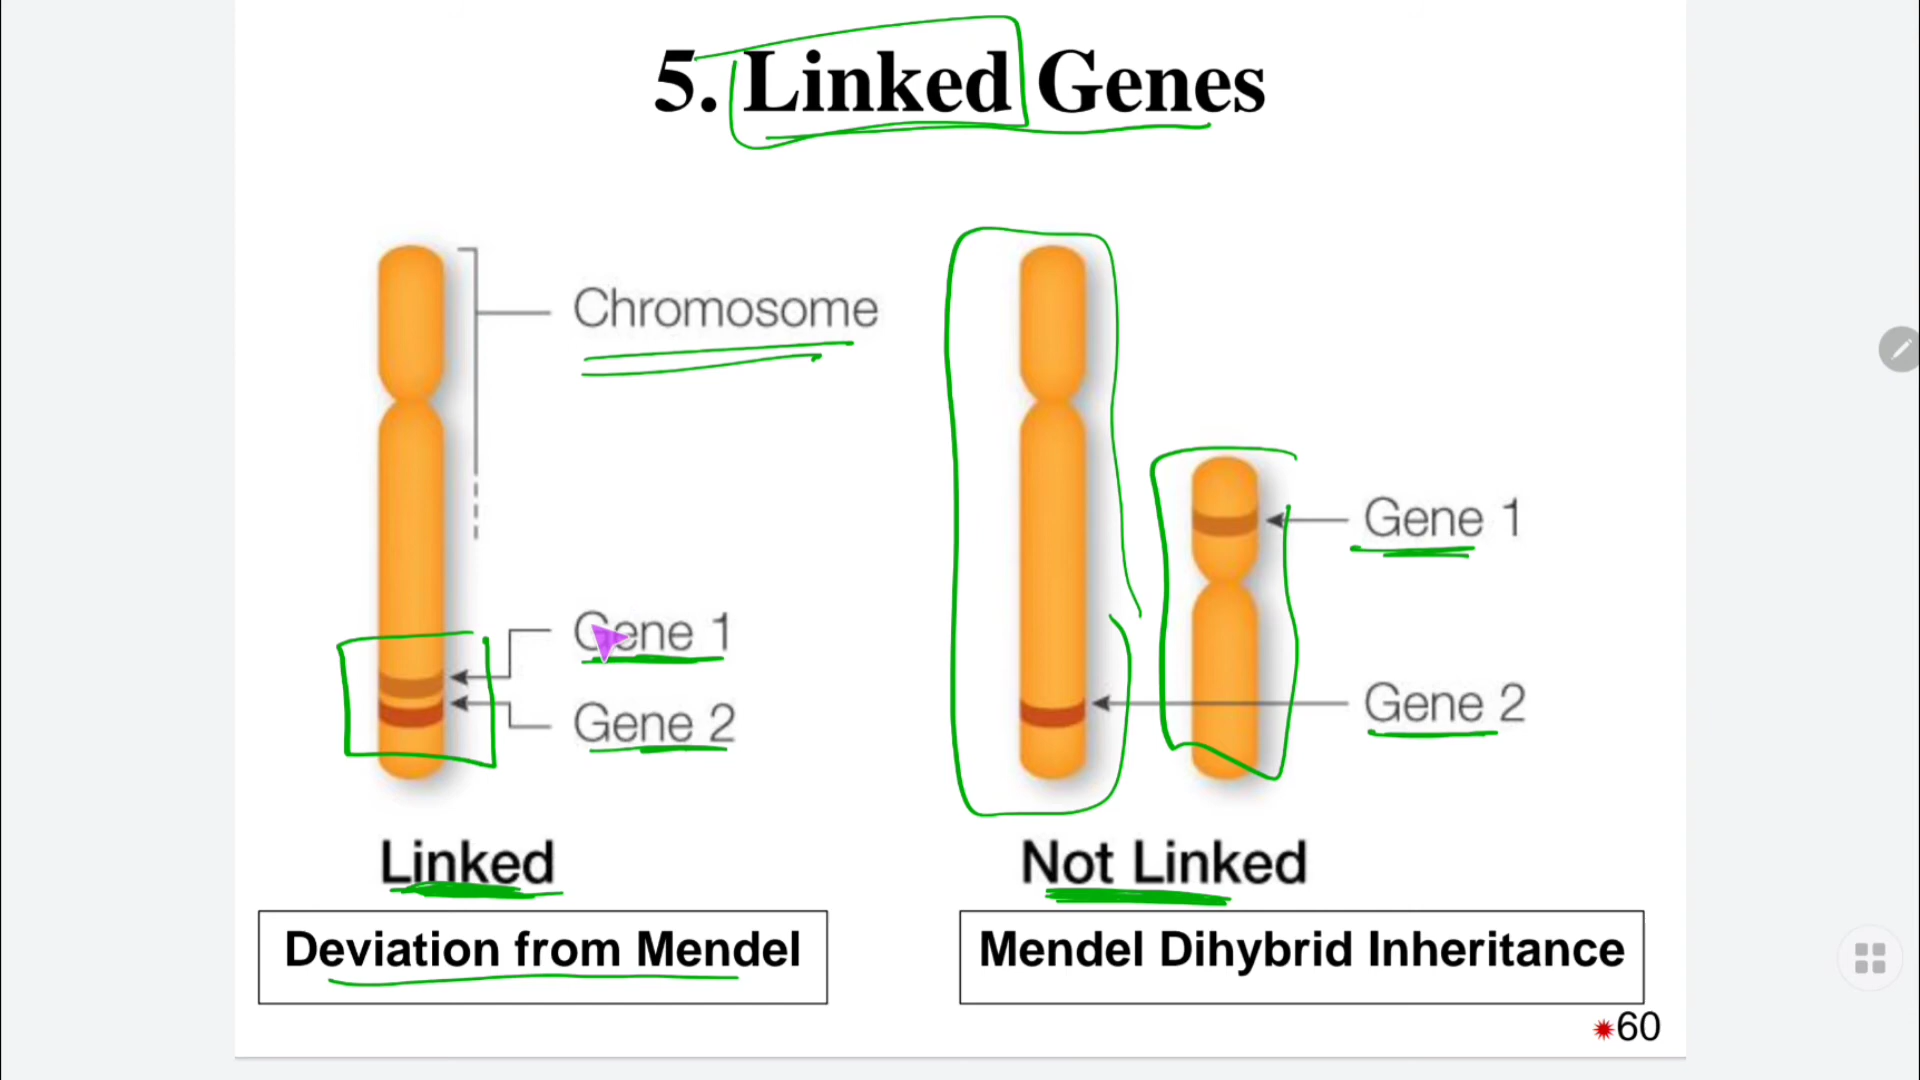 5. Linked Genes
Chromosome
Gene 1
Gene 2
Linked
Deviation from Mendel
Gene 1
Gene 2
Not Linked
Mendel Dihybrid Inheritance
60